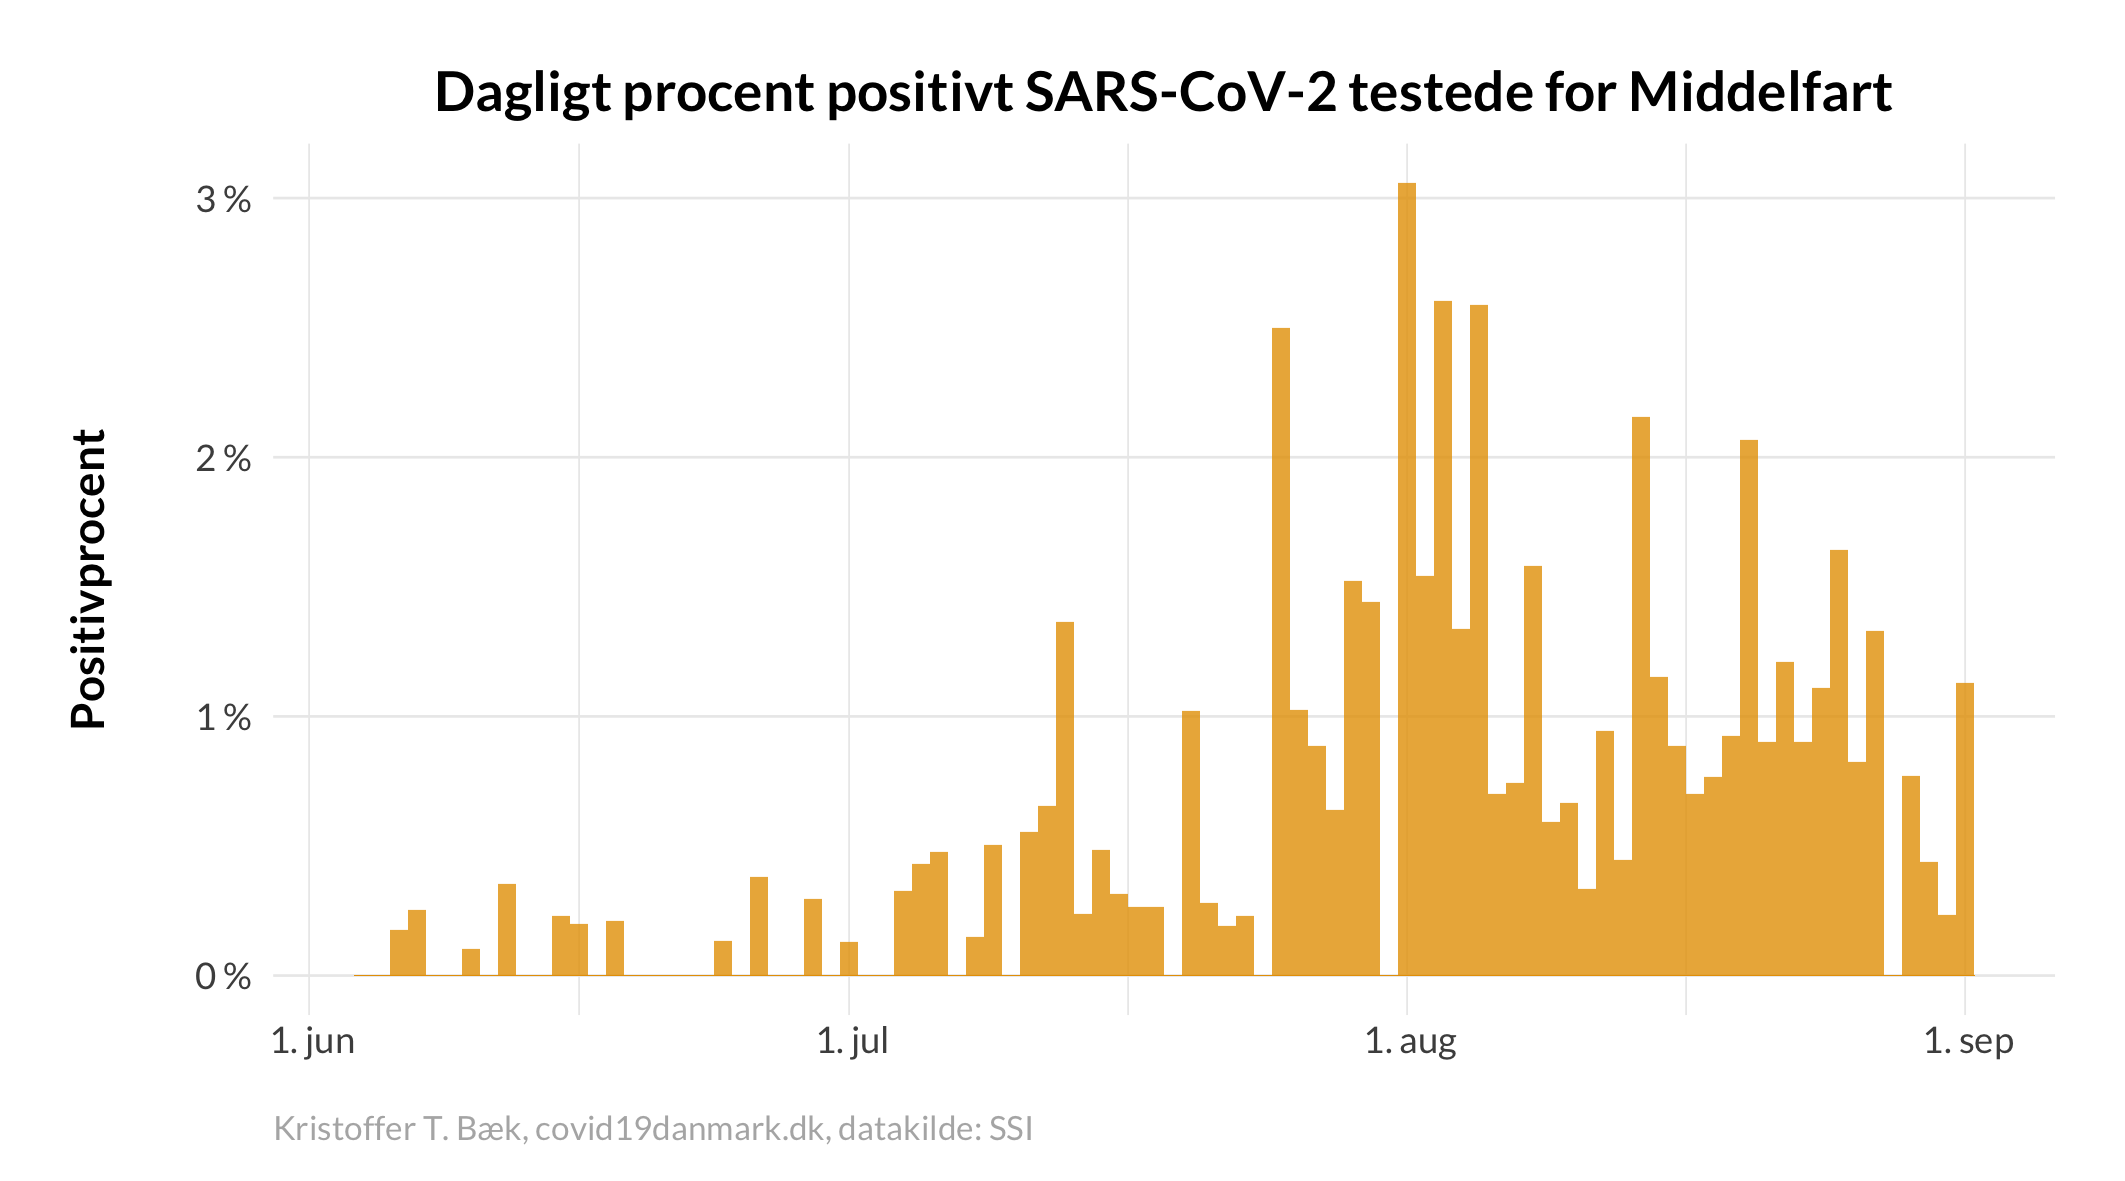 Dagligt procent positivt SARS-CoV-2 testede for Middelfart
Positivprocent
3 %
2 %
1 %
0 %
1. jun
1. jul
1. aug
1. sep
Kristoffer T. Bæk, covid19danmark.dk, datakilde: SSI